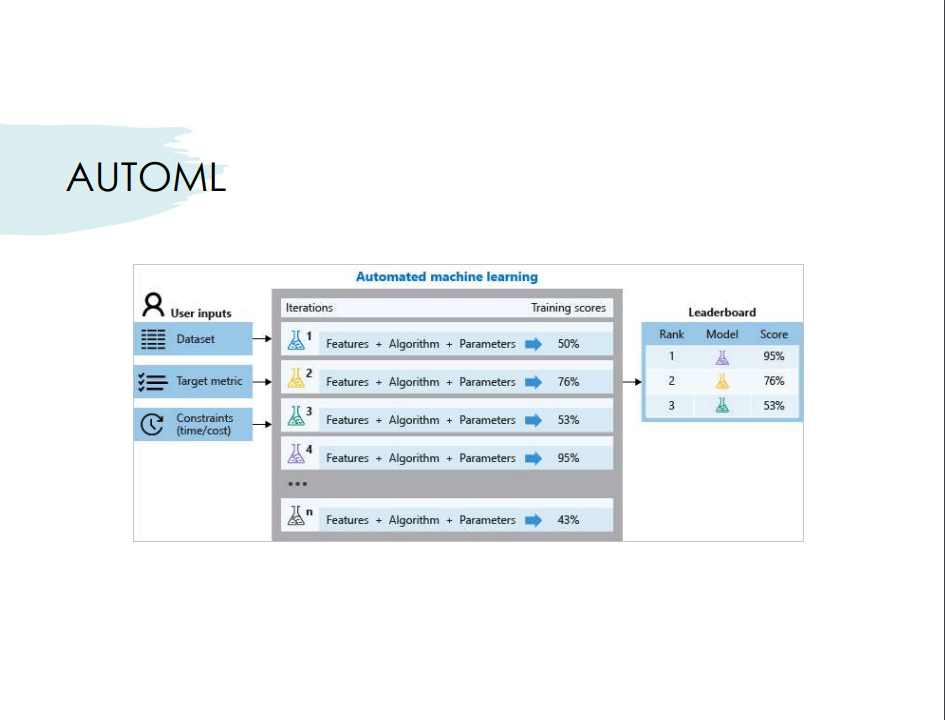 AUTOML
Automated machine learning
User inputs
Dataset
Target metric
Constraints
(time/cost)
Iterations Training scores
1 Features + Algorithm + Parameters 50%
2 Features + Algorithm + Parameters 76%
3 Features + Algorithm + Parameters 53%
4 Features + Algorithm + Parameters 95%
•••
n Features + Algorithm + Parameters 43%
Leaderboard
Rank Model Score
1 95%
2 76%
3 53%